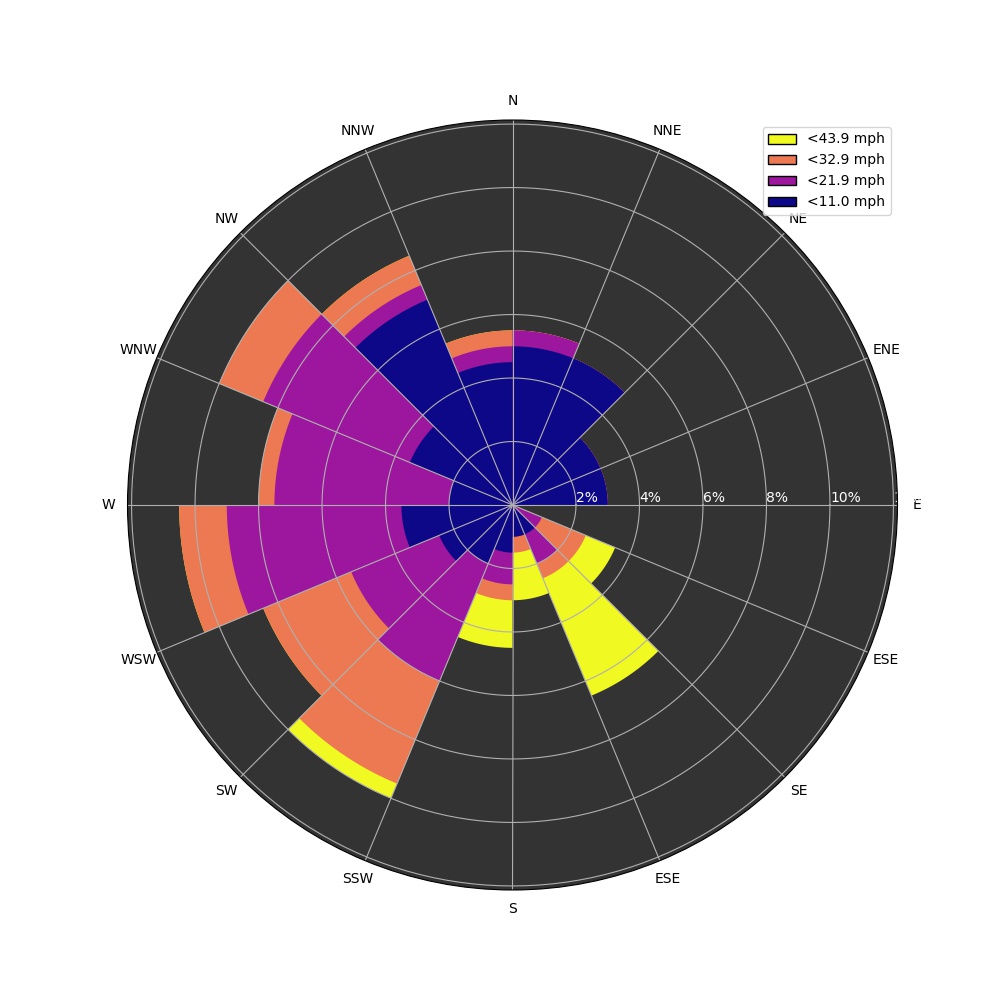 N
NNW
NNE
<43.9 mph
<32.9 mph
<21.9 mph
<11.0 mph
NW
NE
WNW
ENE
W
2%
4%
6%
8%
10%
E
WSW
ESE
SW
SE
SSW
ESE
S